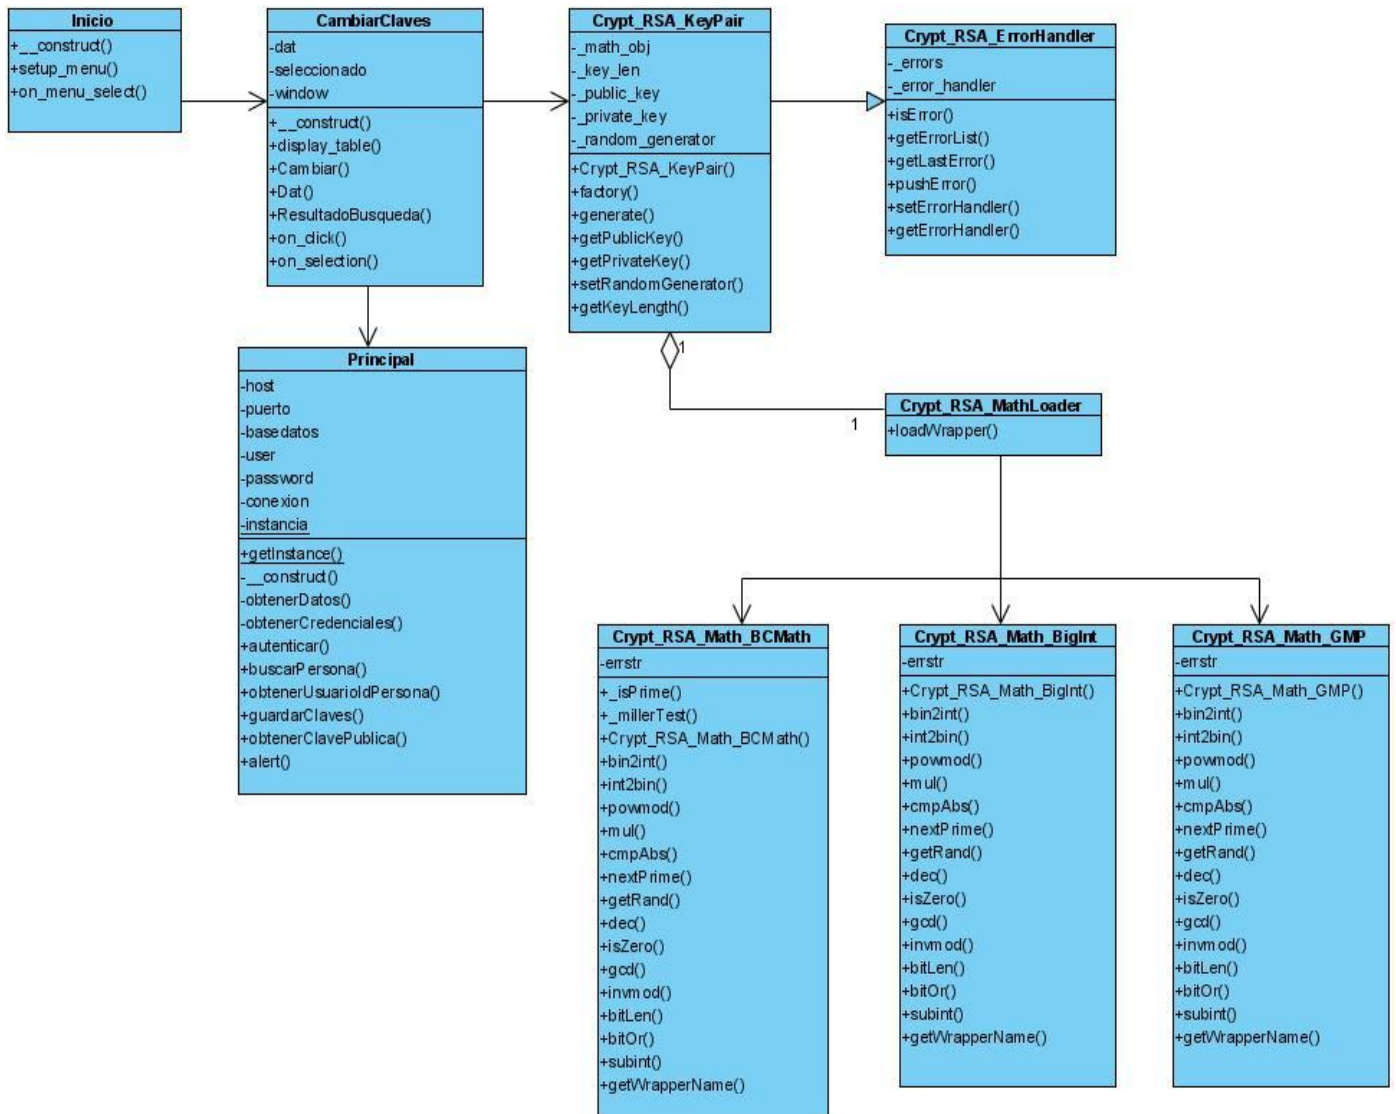 Inicio
+__construct()
+setup_menu()
+on_menu_select()
CambiarClaves
-dat
-seleccionado
-window
+__construct()
+display_table()
+Cambiar()
+Dat()
+ResultadoBusqueda()
+on_click()
+on_selection()
Crypt_RSA_KeyPair
-_math_obj
-_key_len
-_public_key
-_private_key
-_random_generator
+Crypt_RSA_KeyPair()
+factory()
+generate()
+getPublicKey()
+getPrivateKey()
+setRandomGenerator()
+getKeyLength()
Crypt_RSA_ErrorHandler
-_errors
-_error_handler
+isError()
+getErrorList()
+getLastError()
+pushError()
+setErrorHandler()
+getErrorHandler()
Principal
-host
-puerto
-basedatos
-user
-password
-conexion
-instancia
+getInstance()
-__construct()
-obtenerDatos()
-obtenerCredenciales()
+autenticar()
+buscarPersona()
+obtenerUsuarioIdPersona()
+guardarClaves()
+obtenerClavePublica()
+alert()
1
1
Crypt_RSA_MathLoader
+loadWrapper()
Crypt_RSA_Math_BCMath
-errstr
+_isPrime()
+_millerTest()
+Crypt_RSA_Math_BCMath()
+bin2int()
+int2bin()
+powmod()
+mul()
+cmpAbs()
+nextPrime()
+getRand()
+dec()
+isZero()
+gcd()
+invmod()
+bitLen()
+bitOr()
+subint()
+getWrapperName()
Crypt_RSA_Math_BigInt
-errstr
+Crypt_RSA_Math_BigInt()
+bin2int()
+int2bin()
+powmod()
+mul()
+cmpAbs()
+nextPrime()
+getRand()
+dec()
+isZero()
+gcd()
+invmod()
+bitLen()
+bitOr()
+subint()
+getWrapperName()
Crypt_RSA_Math_GMP
-errstr
+Crypt_RSA_Math_GMP()
+bin2int()
+int2bin()
+powmod()
+mul()
+cmpAbs()
+nextPrime()
+getRand()
+dec()
+isZero()
+gcd()
+invmod()
+bitLen()
+bitOr()
+subint()
+getWrapperName()